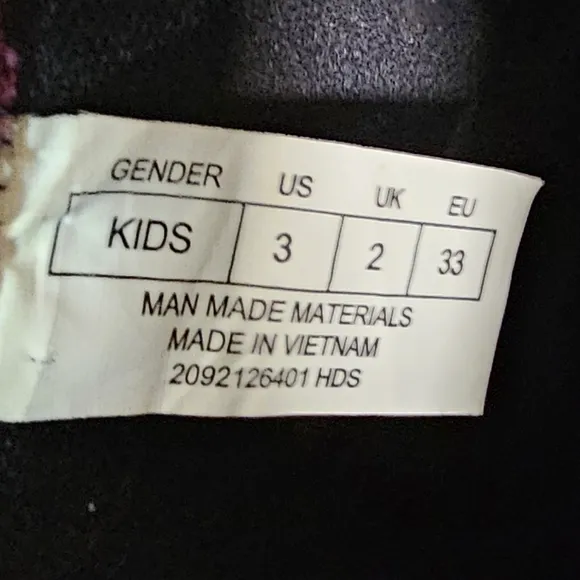 GENDER US UK EU
KIDS 3 2 33
MAN MADE MATERIALS
MADE IN VIETNAM
2092126401 HDS